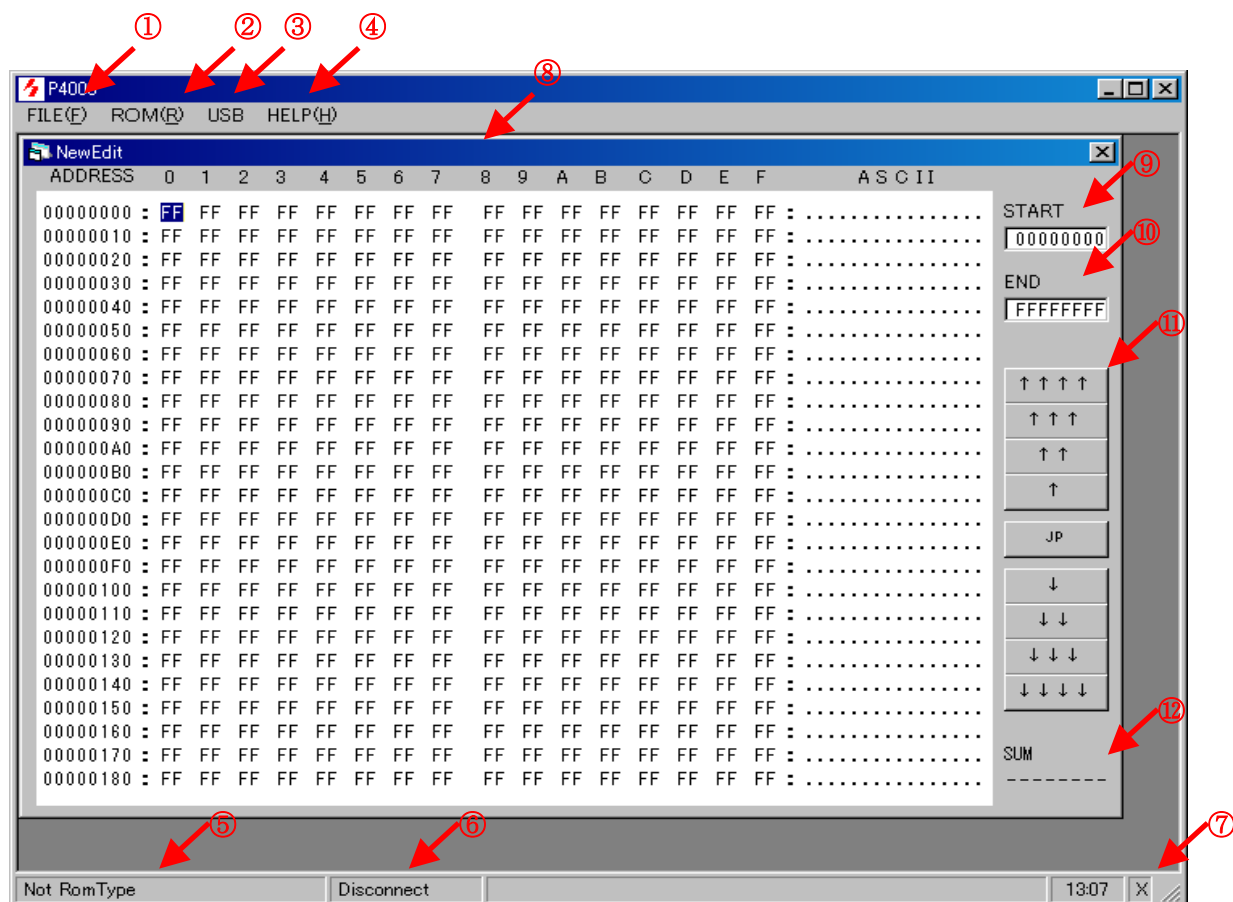 ① ② ③ ④
P400
⑧
FILE(F) ROM(R) USB HELP(H)
NewEdit
ADDRESS 0 1 2 3 4 5 6 7 8 9 A B C D E F ASCII
⑨
00000000 : FF FF FF FF FF FF FF FF FF FF FF FF FF FF FF FF : ................
00000010 : FF FF FF FF FF FF FF FF FF FF FF FF FF FF FF FF : ................
00000020 : FF FF FF FF FF FF FF FF FF FF FF FF FF FF FF FF : ................
00000030 : FF FF FF FF FF FF FF FF FF FF FF FF FF FF FF FF : ................
00000040 : FF FF FF FF FF FF FF FF FF FF FF FF FF FF FF FF : ................
00000050 : FF FF FF FF FF FF FF FF FF FF FF FF FF FF FF FF : ................
00000060 : FF FF FF FF FF FF FF FF FF FF FF FF FF FF FF FF : ................
00000070 : FF FF FF FF FF FF FF FF FF FF FF FF FF FF FF FF : ................
00000080 : FF FF FF FF FF FF FF FF FF FF FF FF FF FF FF FF : ................
00000090 : FF FF FF FF FF FF FF FF FF FF FF FF FF FF FF FF : ................
000000A0 : FF FF FF FF FF FF FF FF FF FF FF FF FF FF FF FF : ................
000000B0 : FF FF FF FF FF FF FF FF FF FF FF FF FF FF FF FF : ................
000000C0 : FF FF FF FF FF FF FF FF FF FF FF FF FF FF FF FF : ................
000000D0 : FF FF FF FF FF FF FF FF FF FF FF FF FF FF FF FF : ................
000000E0 : FF FF FF FF FF FF FF FF FF FF FF FF FF FF FF FF : ................
000000F0 : FF FF FF FF FF FF FF FF FF FF FF FF FF FF FF FF : ................
00000100 : FF FF FF FF FF FF FF FF FF FF FF FF FF FF FF FF : ................
00000110 : FF FF FF FF FF FF FF FF FF FF FF FF FF FF FF FF : ................
00000120 : FF FF FF FF FF FF FF FF FF FF FF FF FF FF FF FF : ................
00000130 : FF FF FF FF FF FF FF FF FF FF FF FF FF FF FF FF : ................
00000140 : FF FF FF FF FF FF FF FF FF FF FF FF FF FF FF FF : ................
00000150 : FF FF FF FF FF FF FF FF FF FF FF FF FF FF FF FF : ................
00000160 : FF FF FF FF FF FF FF FF FF FF FF FF FF FF FF FF : ................
00000170 : FF FF FF FF FF FF FF FF FF FF FF FF FF FF FF FF : ................
00000180 : FF FF FF FF FF FF FF FF FF FF FF FF FF FF FF FF : ................
START
00000000
⑩
END
FFFFFFFF
⑪
↑↑↑↑
↑↑↑
↑↑
↑
JP
↓
↓↓
↓↓↓
↓↓↓↓
⑫
SUM
--------
⑤ ⑥ ⑦
Not RomType Disconnect 13:07 X